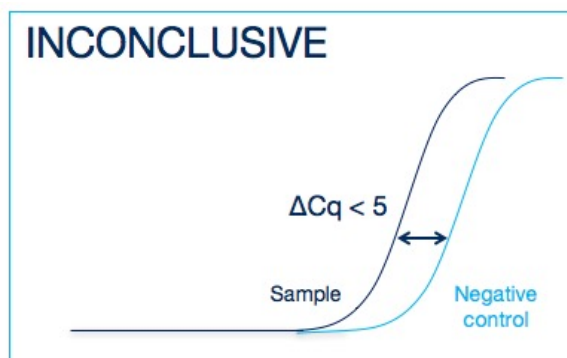 INCONCLUSIVE
ΔCq < 5
Sample
Negative
control